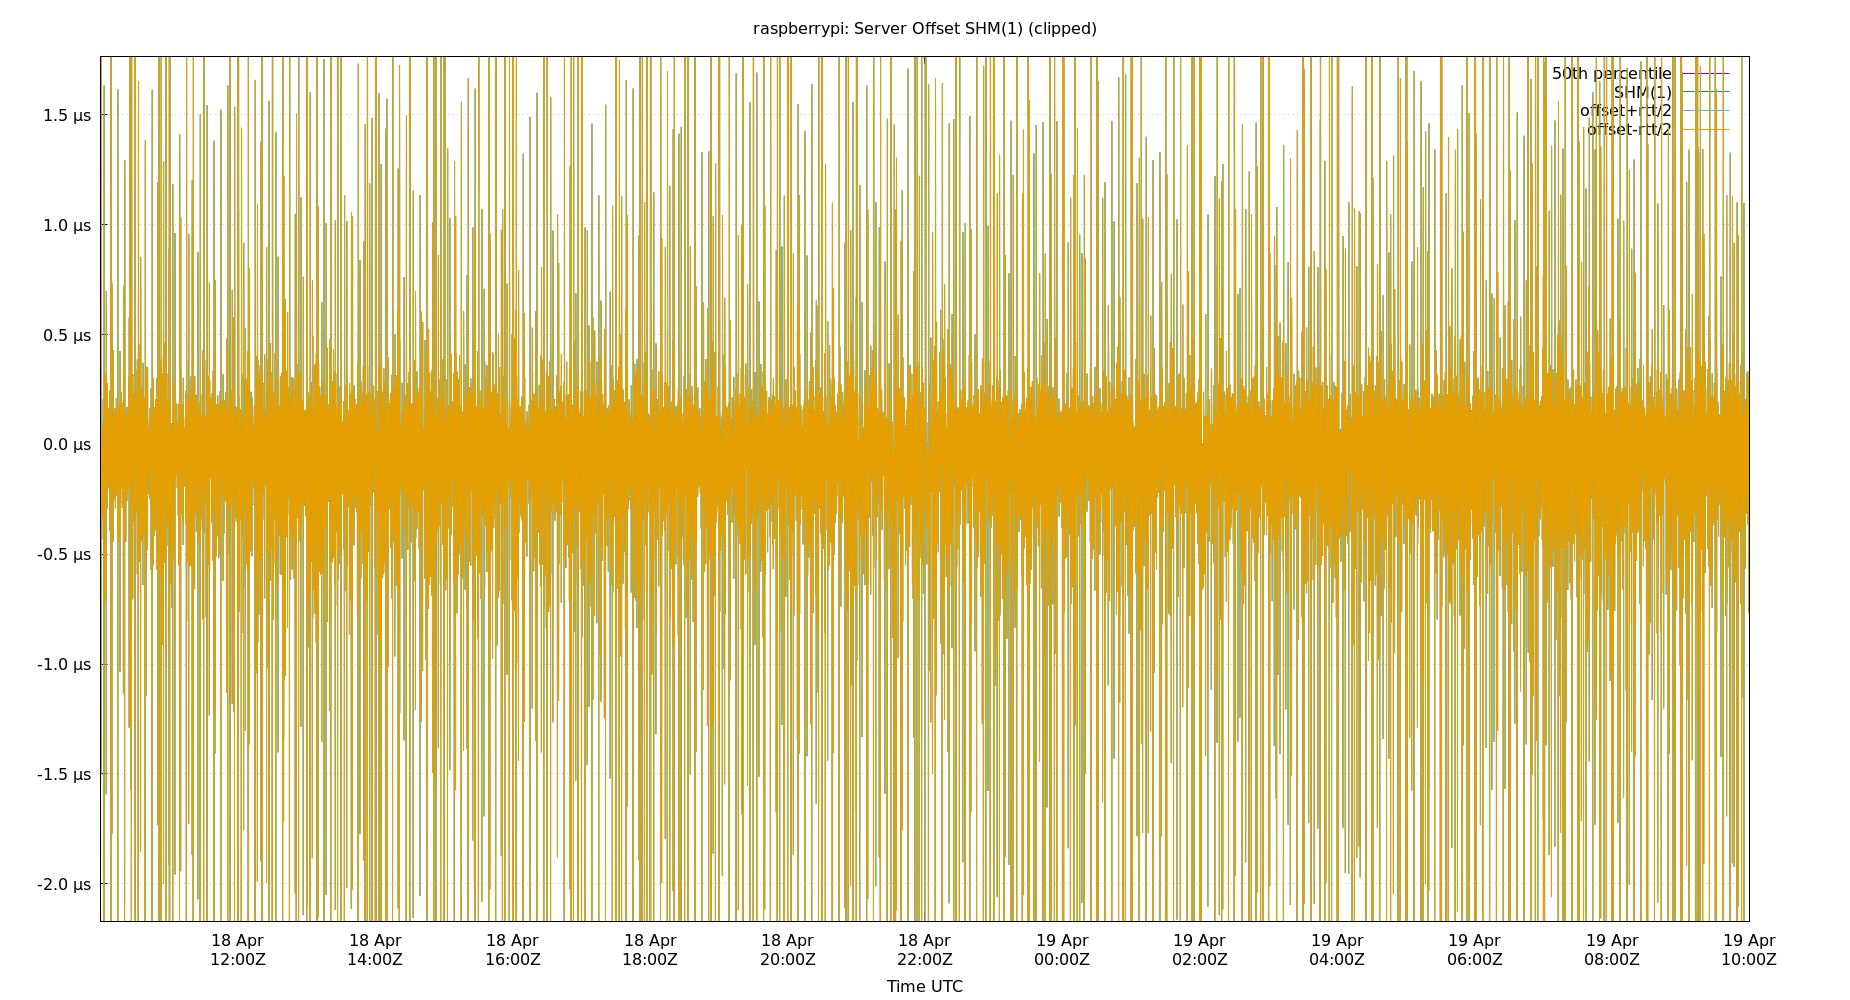 raspberrypi: Server Offset SHM(1) (clipped)
50th percentile
SHM(1)
offset+rtt/2
offset-rtt/2
1.5 µs
1.0 µs
0.5 µs
0.0 µs
-0.5 µs
-1.0 µs
-1.5 µs
-2.0 µs
18 Apr 18 Apr 18 Apr 18 Apr 18 Apr 18 Apr 19 Apr 19 Apr 19 Apr 19 Apr 19 Apr 19 Apr
12:00Z 14:00Z 16:00Z 18:00Z 20:00Z 22:00Z 00:00Z 02:00Z 04:00Z 06:00Z 08:00Z 10:00Z
Time UTC